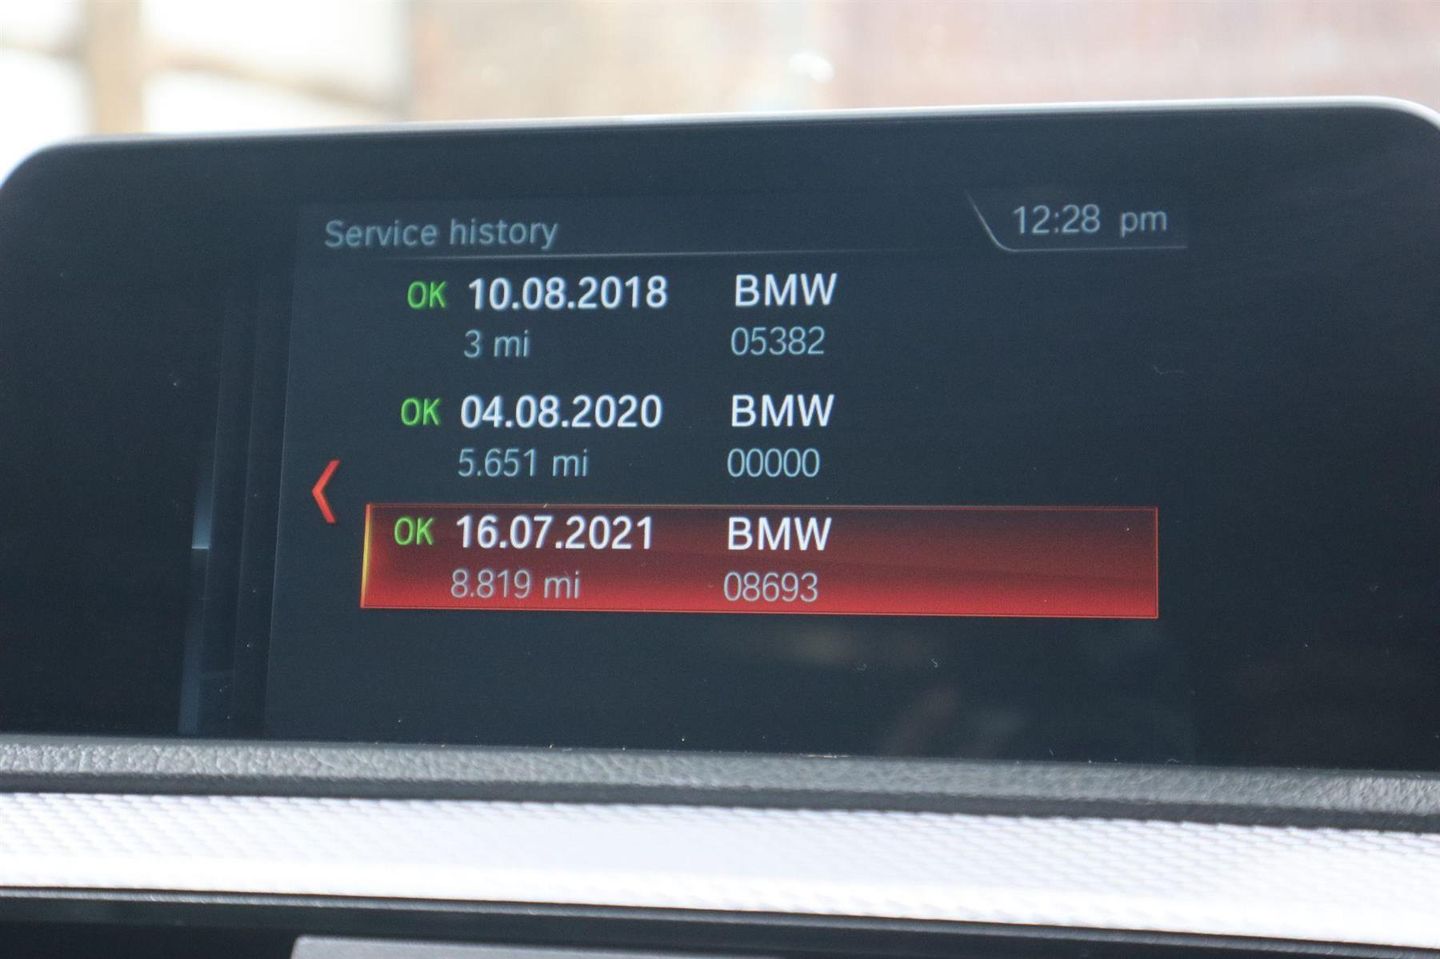 Service history 12:28 pm
OK 10.08.2018 BMW
3 mi 05382
OK 04.08.2020 BMW
5.651 mi 00000
OK 16.07.2021 BMW
8.819 mi 08693